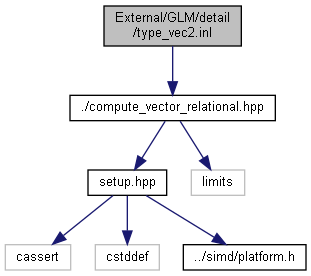 External/GLM/detail
/type_vec2.inl
./compute_vector_relational.hpp
setup.hpp
limits
cassert
cstddef
../simd/platform.h